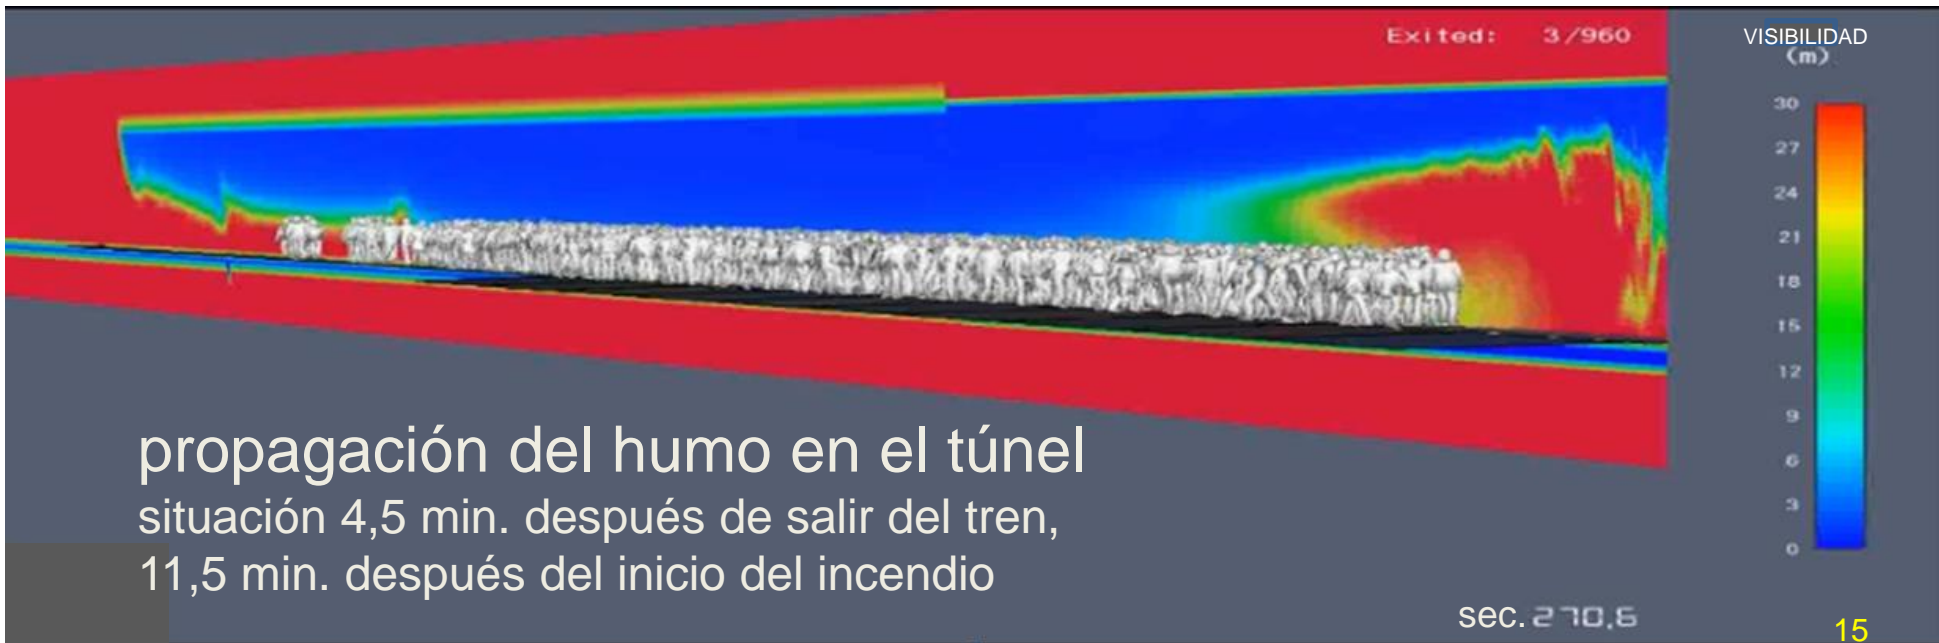 Exited: 3/960
VISIBILIDAD
(m)
30
27
24
21
18
15
12
9
6
3
0
propagación del humo en el túnel
situación 4,5 min. después de salir del tren,
11,5 min. después del inicio del incendio
sec. 270,6
15